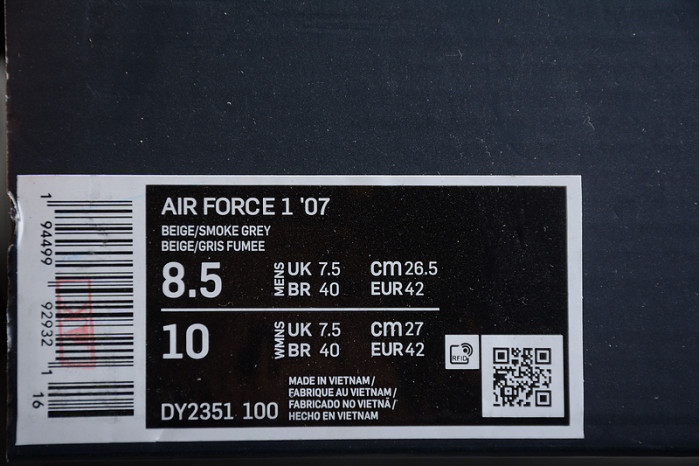 AIR FORCE 1 '07
BEIGE/SMOKE GREY
BEIGE/GRIS FUMEE
8.5 MENS UK 7.5 cm 26.5
BR 40 EUR 42
10 WMNS UK 7.5 cm 27
BR 40 EUR 42
RFID
DY2351 100
MADE IN VIETNAM /
FABRIQUE AU VIETNAM /
FABRICADO NO VIETNÃ /
HECHO EN VIETNAM
1 94499 92932 1
16